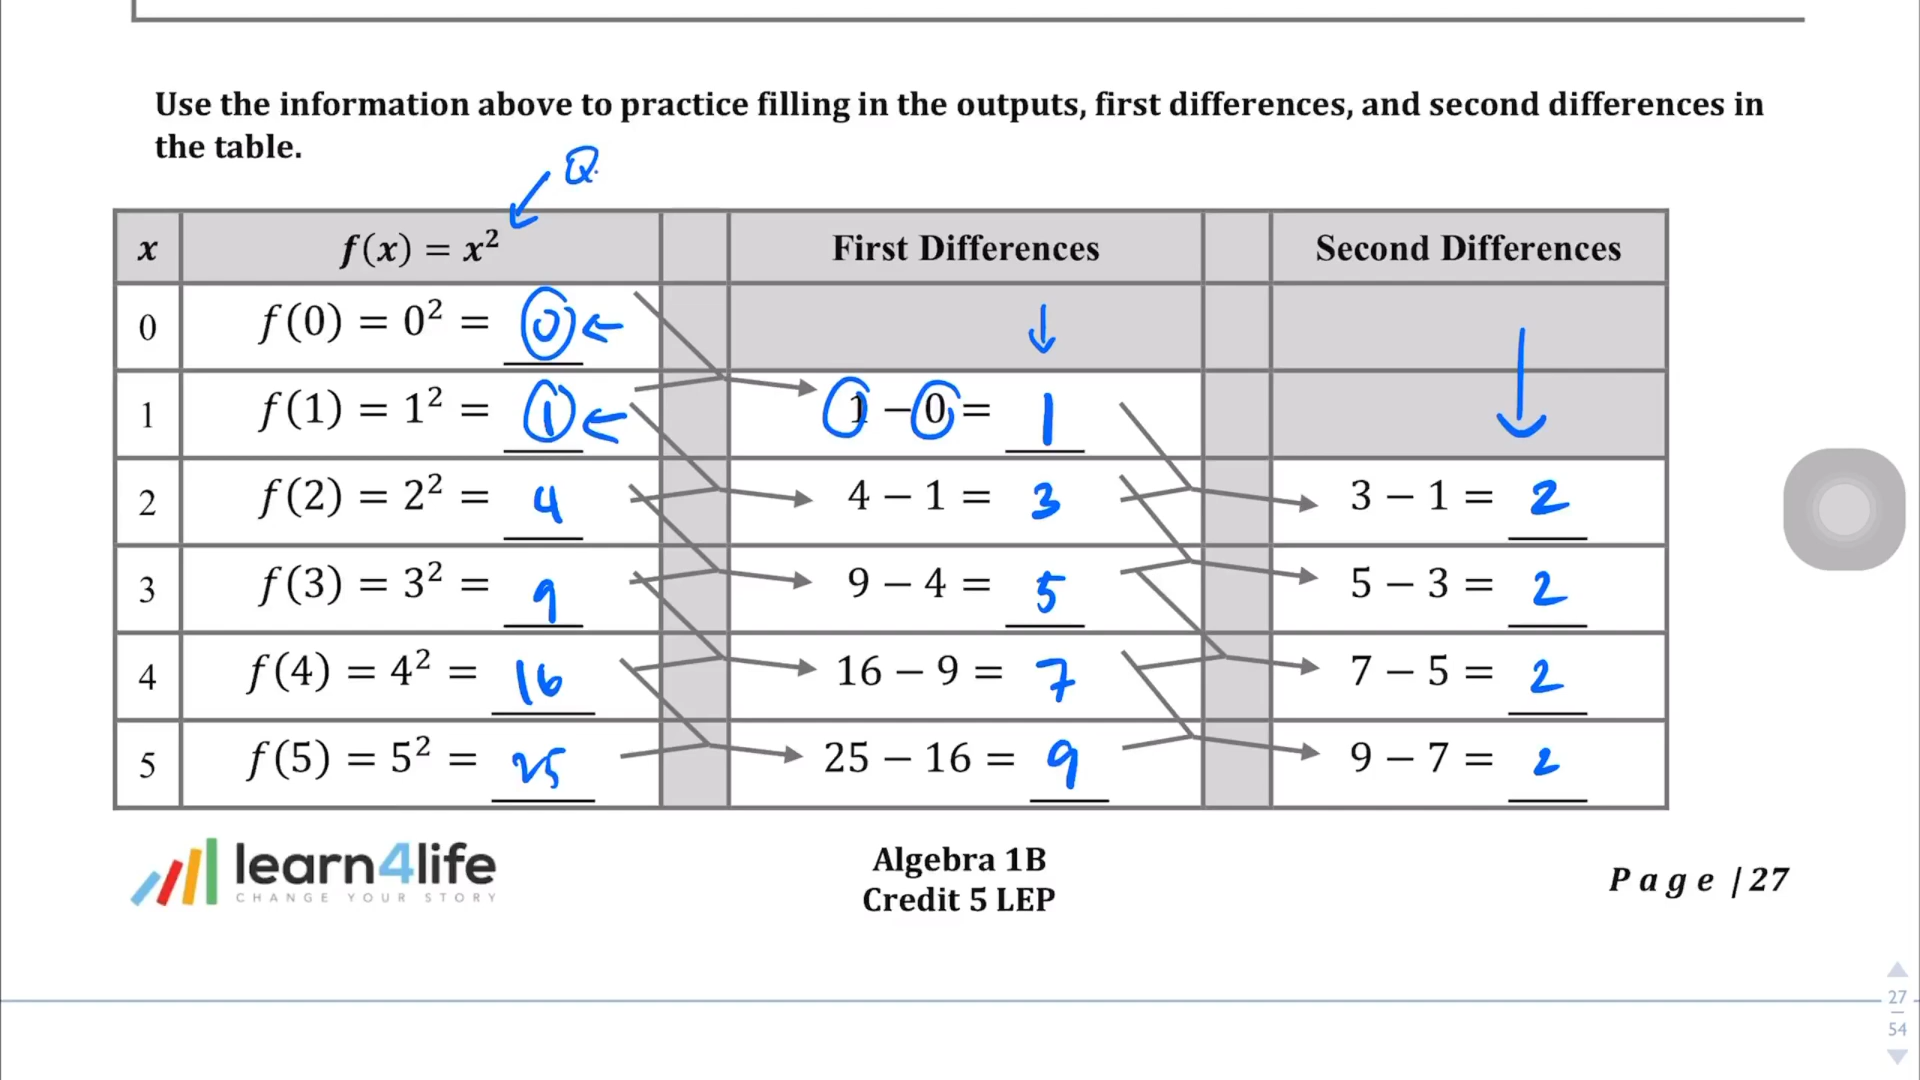 Use the information above to practice filling in the outputs, first differences, and second differences in
the table.
Q
x f(x) = x² First Differences Second Differences
0 f(0) = 0² = 0
1 f(1) = 1² = 1 1 − 0 = 1
2 f(2) = 2² = 4 4 − 1 = 3 3 − 1 = 2
3 f(3) = 3² = 9 9 − 4 = 5 5 − 3 = 2
4 f(4) = 4² = 16 16 − 9 = 7 7 − 5 = 2
5 f(5) = 5² = 25 25 − 16 = 9 9 − 7 = 2
learn4life
CHANGE YOUR STORY
Algebra 1B
Credit 5 LEP
Page | 27
27
54